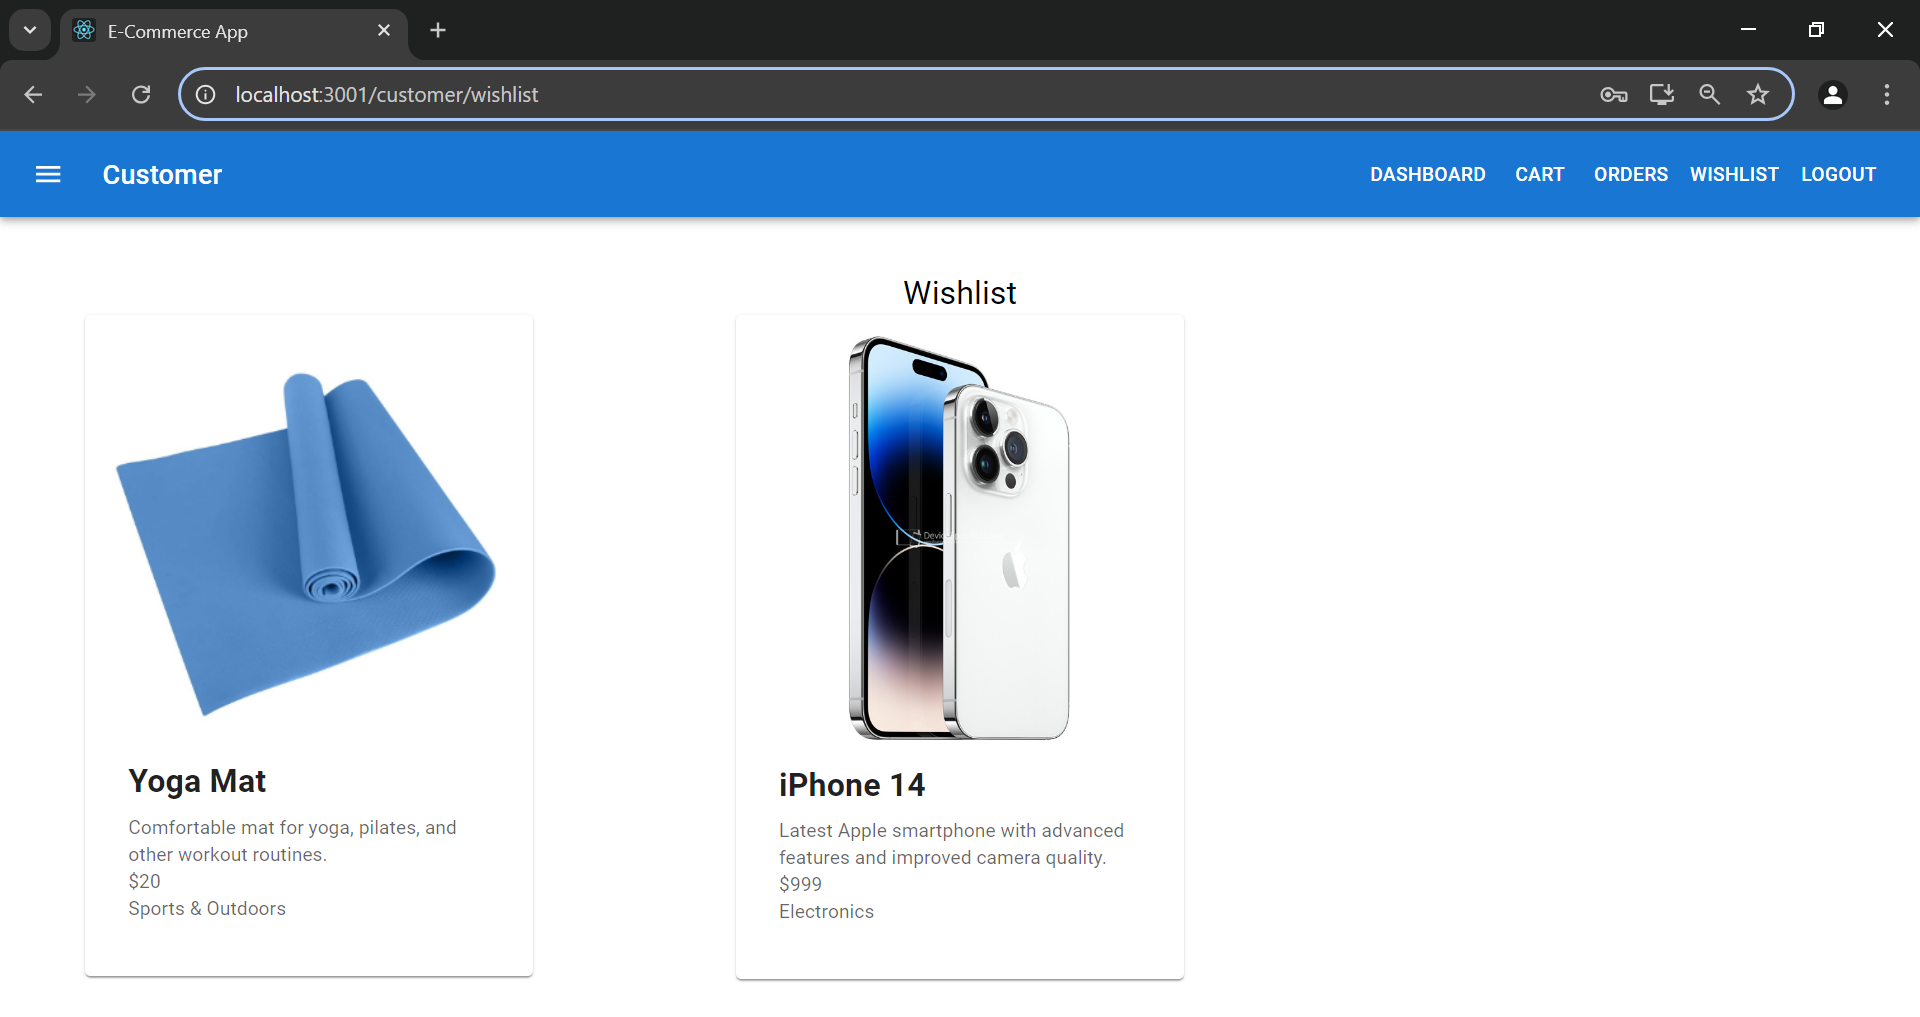 E-Commerce App
localhost:3001/customer/wishlist
Customer
DASHBOARD CART ORDERS WISHLIST LOGOUT
Wishlist
Yoga Mat
Comfortable mat for yoga, pilates, and
other workout routines.
$20
Sports & Outdoors
iPhone 14
Latest Apple smartphone with advanced
features and improved camera quality.
$999
Electronics